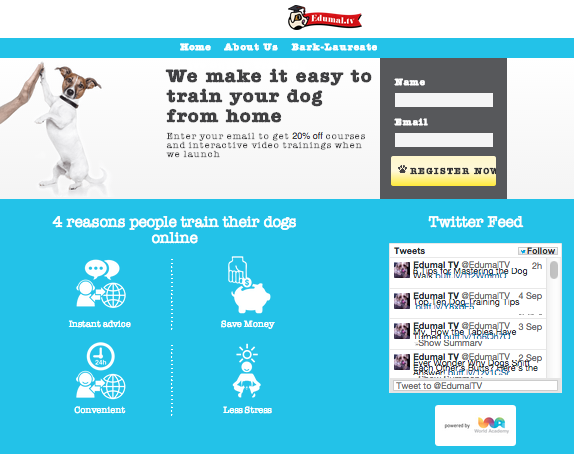 Edumal.tv
Home About Us Bark-Laureate
We make it easy to
train your dog
from home
Enter your email to get 20% off courses
and interactive video trainings when
we launch
Name
Email
REGISTER NOW
4 reasons people train their dogs
online
Instant advice
$
Save Money
24h
Convenient
Less Stress
Twitter Feed
Tweets Follow
Edumal TV @EdumalTV 2h
5 Tips for Mastering the Dog
Walk
Edumal TV @EdumalTV 4 Sep
Top Ten Dog Training Tips
Edumal TV @EdumalTV 3 Sep
My, How the Tables Have
Turned
Show Summary
Edumal TV @EdumalTV 2 Sep
Ever Wonder Why Dogs Sniff
Each Other's Butts? Here's the
Answer
Show Summary
Tweet to @EdumalTV
powered by World Academy